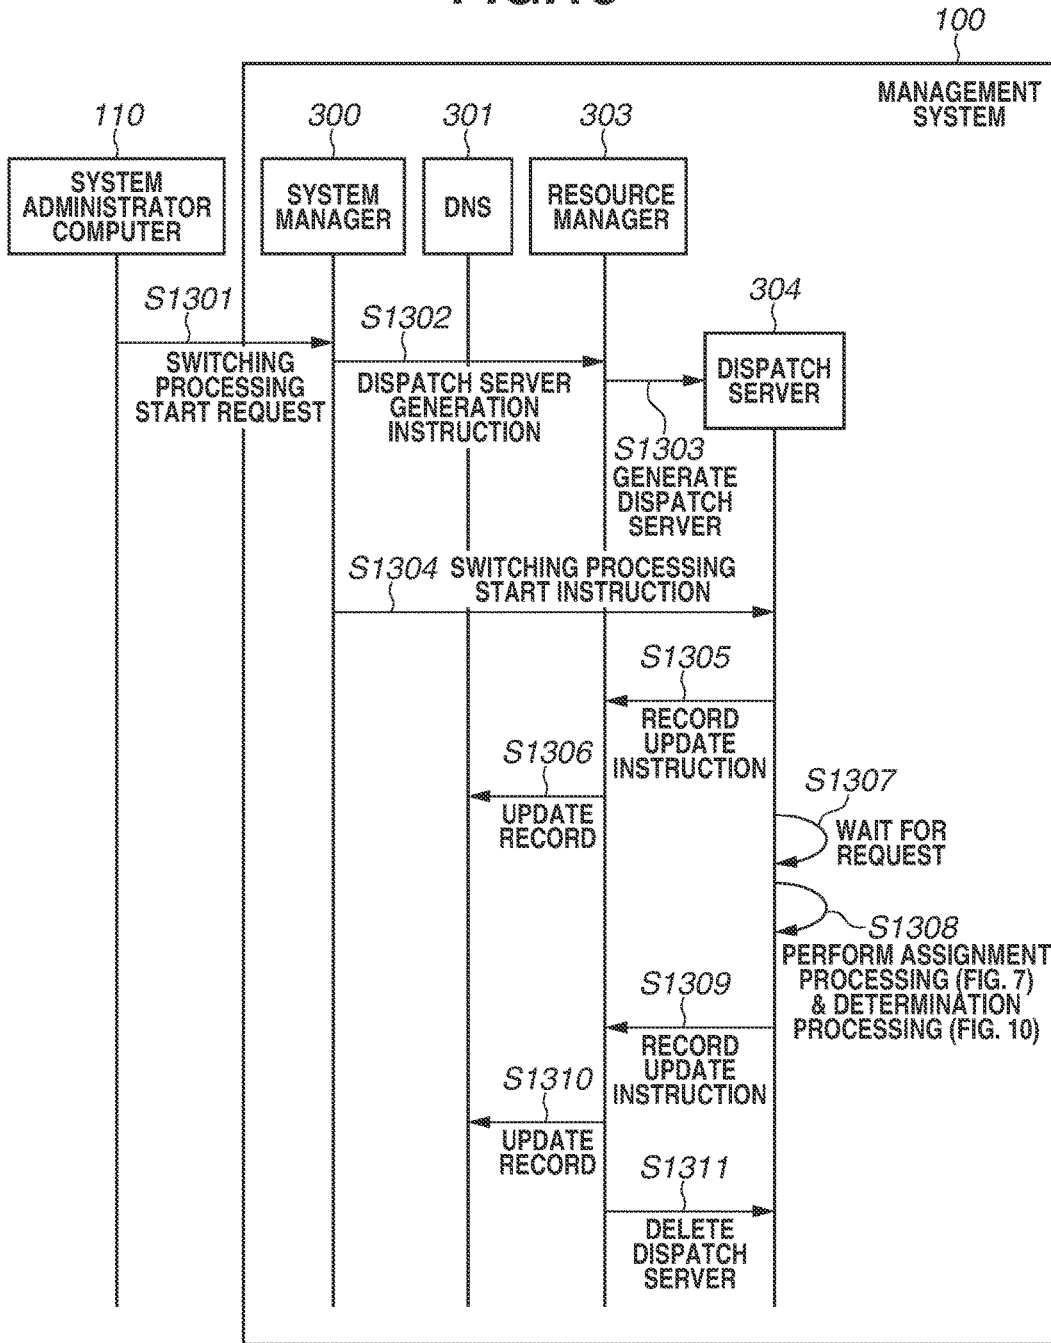 100
MANAGEMENT
SYSTEM
110
300
301
303
SYSTEM
ADMINISTRATOR
COMPUTER
SYSTEM
MANAGER
DNS
RESOURCE
MANAGER
S1301
SWITCHING
PROCESSING
START REQUEST
S1302
DISPATCH SERVER
GENERATION
INSTRUCTION
304
DISPATCH
SERVER
S1303
GENERATE
DISPATCH
SERVER
S1304
SWITCHING PROCESSING
START INSTRUCTION
S1305
RECORD
UPDATE
INSTRUCTION
S1306
UPDATE
RECORD
S1307
WAIT FOR
REQUEST
S1308
PERFORM ASSIGNMENT
PROCESSING (FIG. 7)
& DETERMINATION
PROCESSING (FIG. 10)
S1309
RECORD
UPDATE
INSTRUCTION
S1310
UPDATE
RECORD
S1311
DELETE
DISPATCH
SERVER